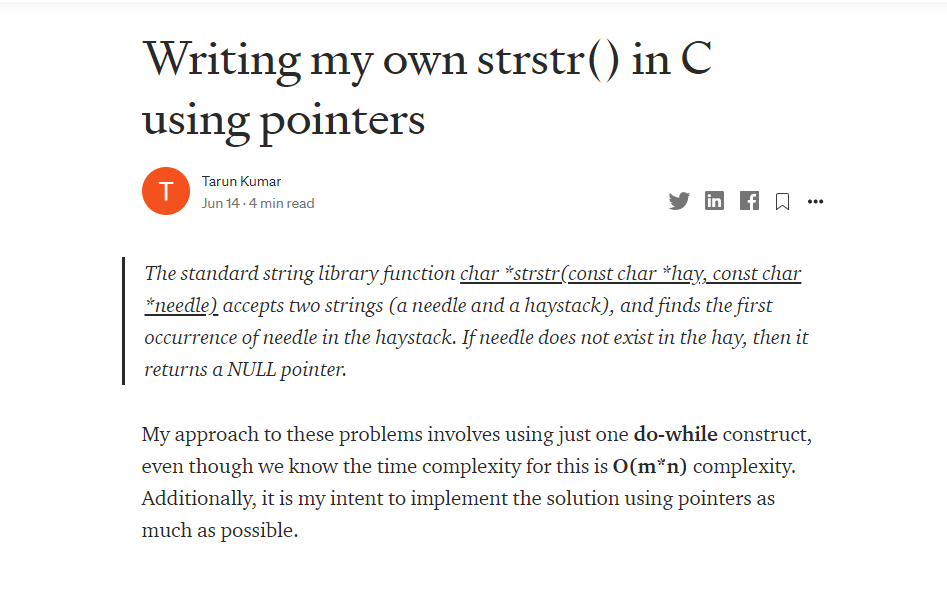 Writing my own strstr() in C
using pointers
T
Tarun Kumar
Jun 14 · 4 min read
The standard string library function char *strstr(const char *hay, const char
*needle) accepts two strings (a needle and a haystack), and finds the first
occurrence of needle in the haystack. If needle does not exist in the hay, then it
returns a NULL pointer.
My approach to these problems involves using just one do-while construct,
even though we know the time complexity for this is O(m*n) complexity.
Additionally, it is my intent to implement the solution using pointers as
much as possible.